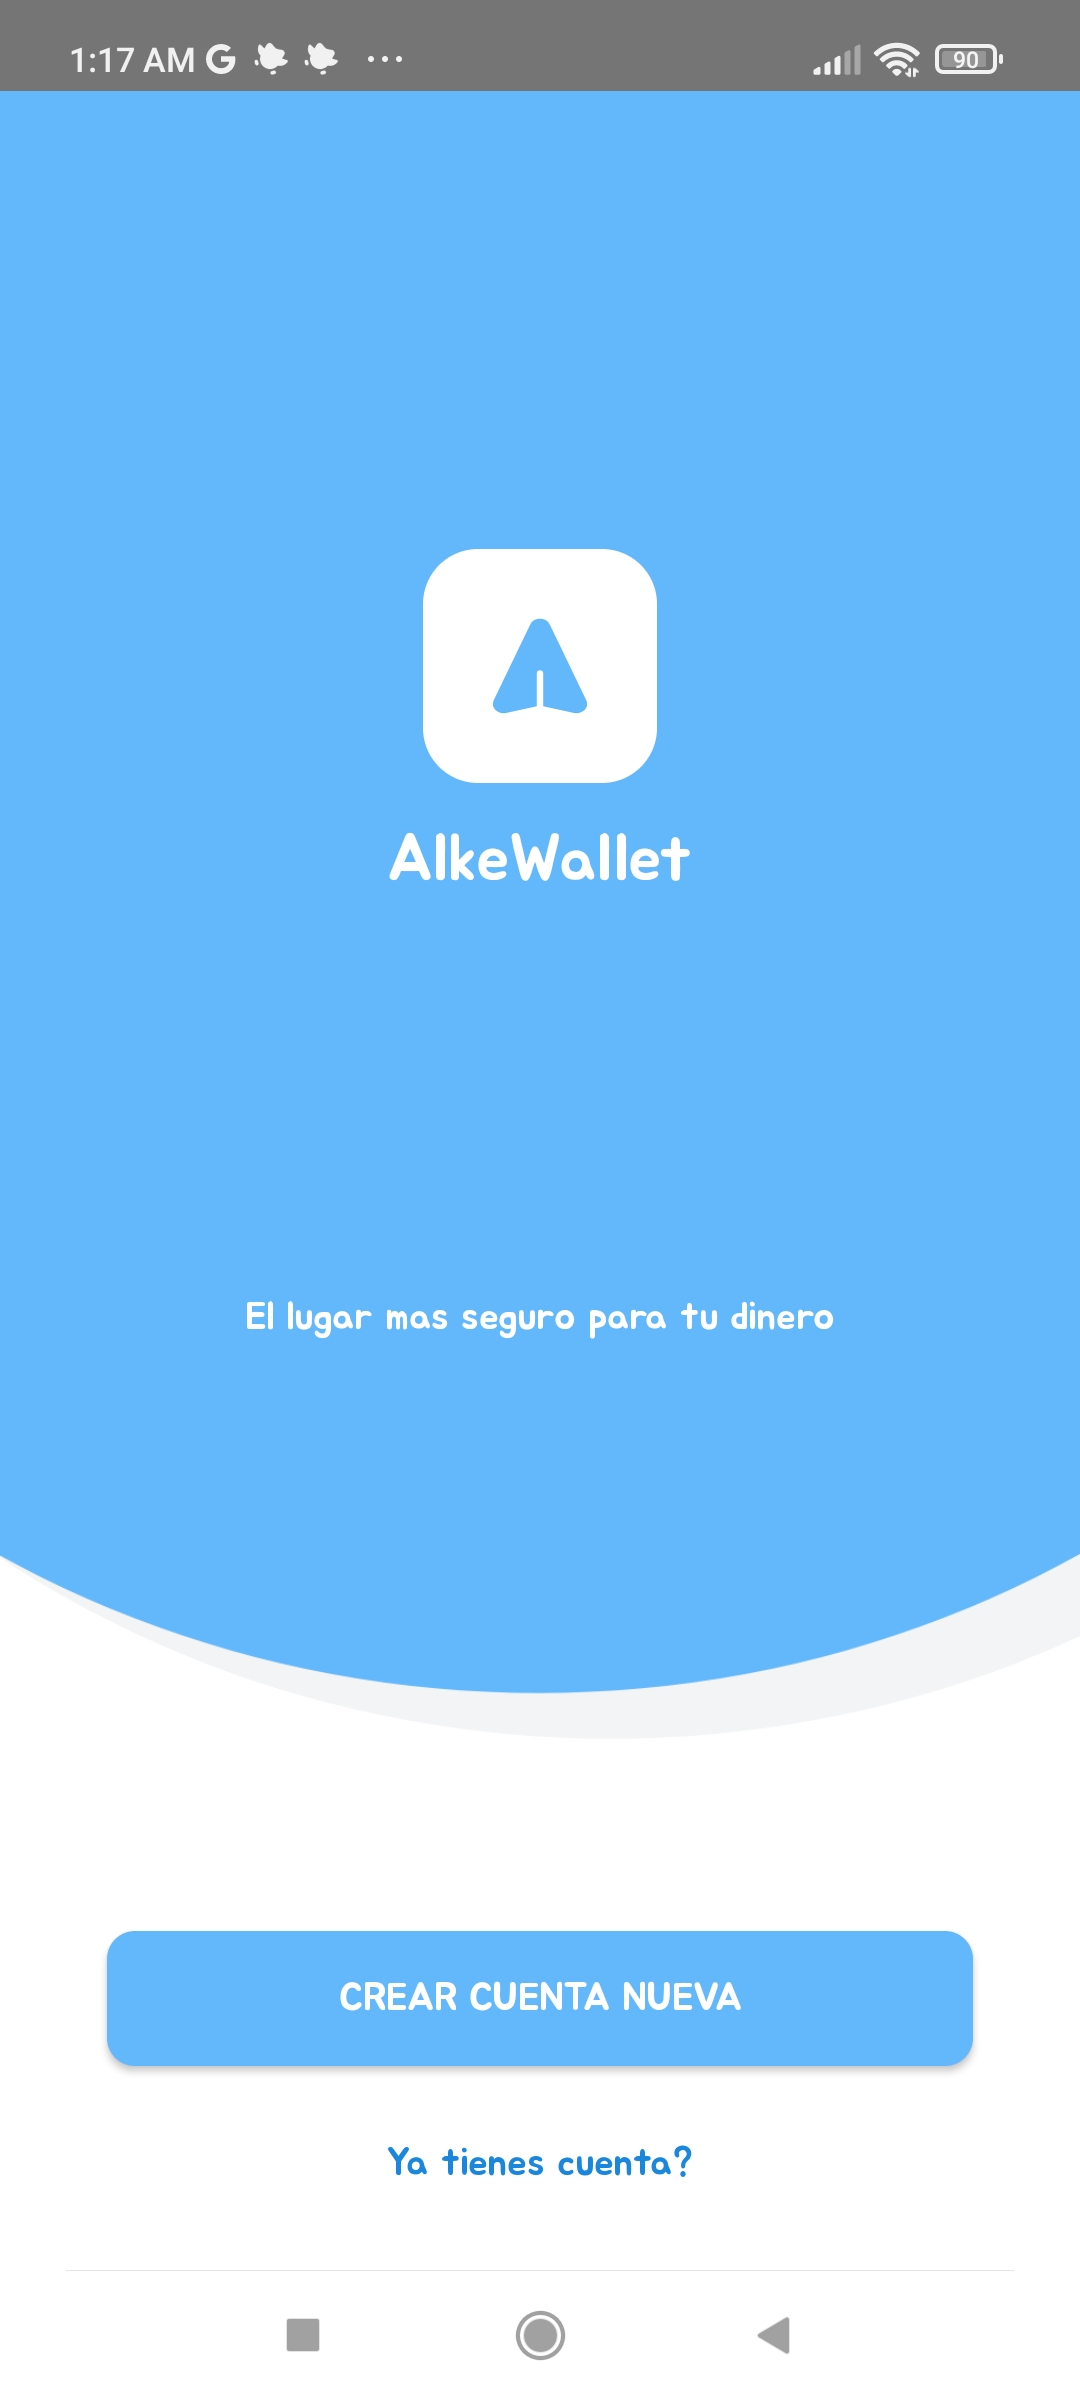 1:17 AM
90
AlkeWallet
El lugar mas seguro para tu dinero
CREAR CUENTA NUEVA
Ya tienes cuenta?